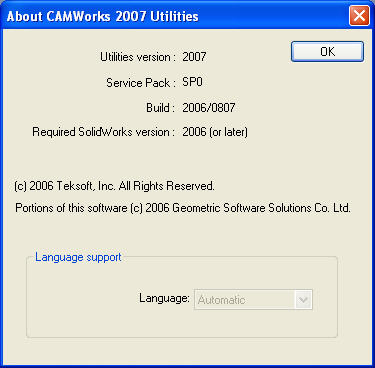 About CAMWorks 2007 Utilities
OK
Utilities version : 2007
Service Pack : SP0
Build : 2006/0807
Required SolidWorks version : 2006 (or later)
(c) 2006 Teksoft, Inc. All Rights Reserved.
Portions of this software (c) 2006 Geometric Software Solutions Co. Ltd.
Language support
Language: Automatic